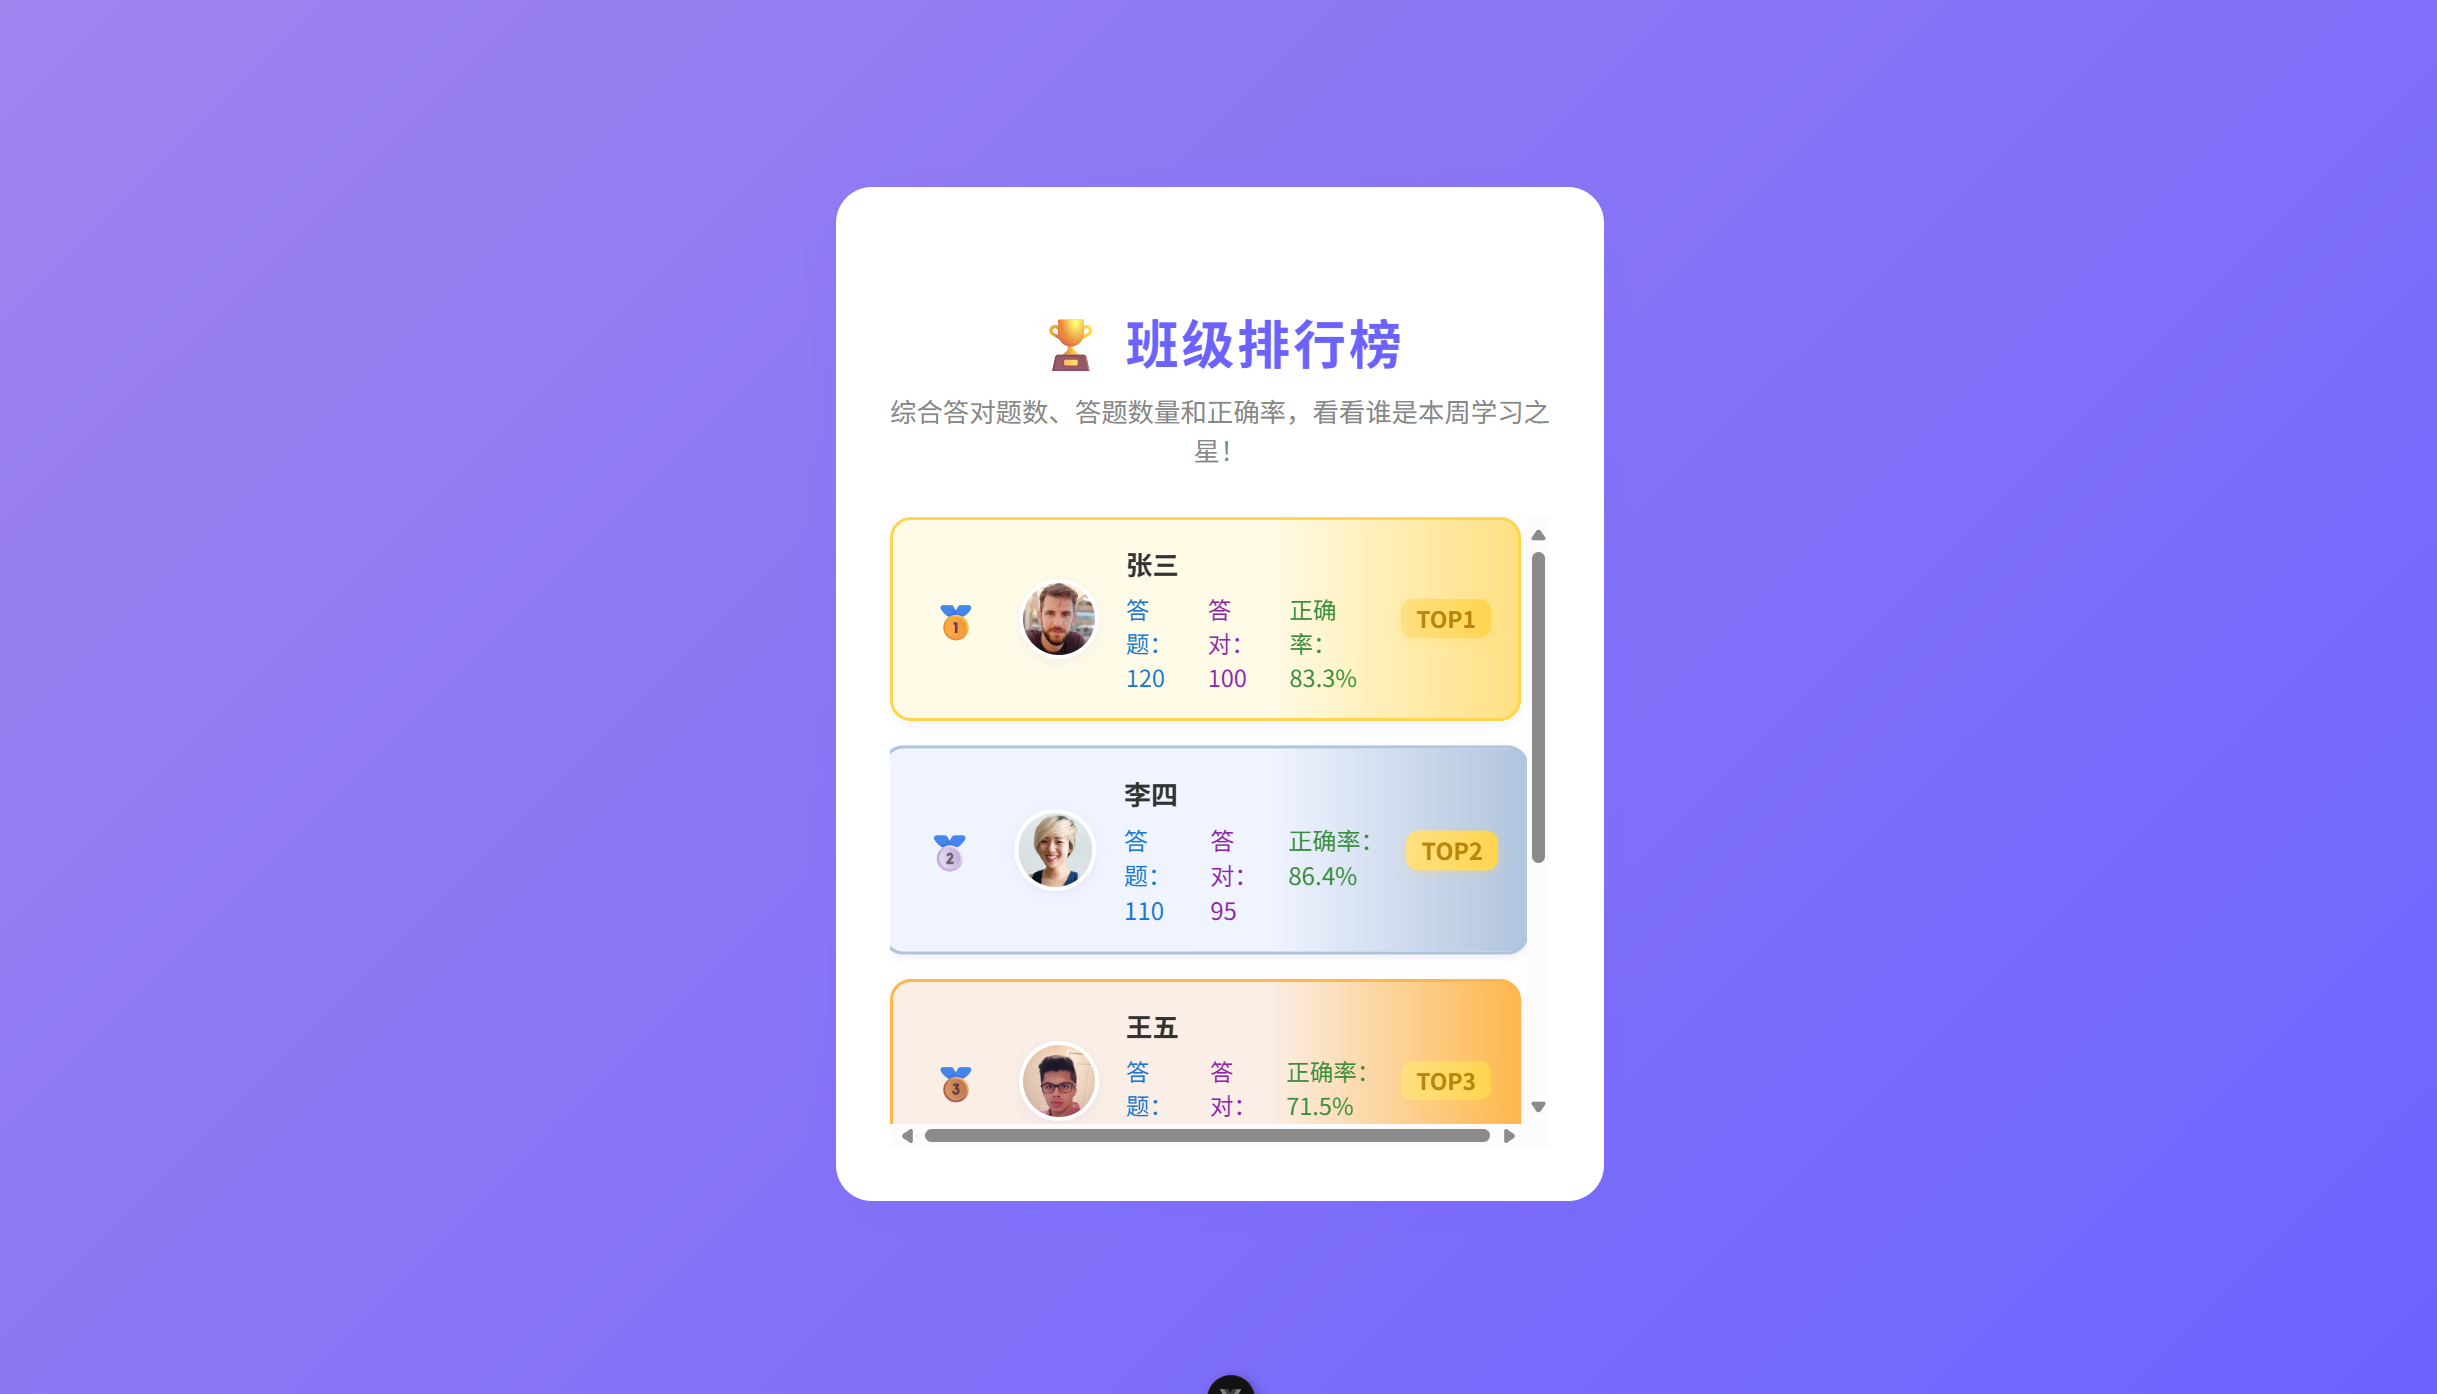 班级排行榜
综合答对题数、答题数量和正确率，看看谁是本周学习之
星！
1
张三
答
题：
120
答
对：
100
正确
率：
83.3%
TOP1
2
李四
答
题：
110
答
对：
95
正确率：
86.4%
TOP2
3
王五
答
题：
答
对：
正确率：
71.5%
TOP3